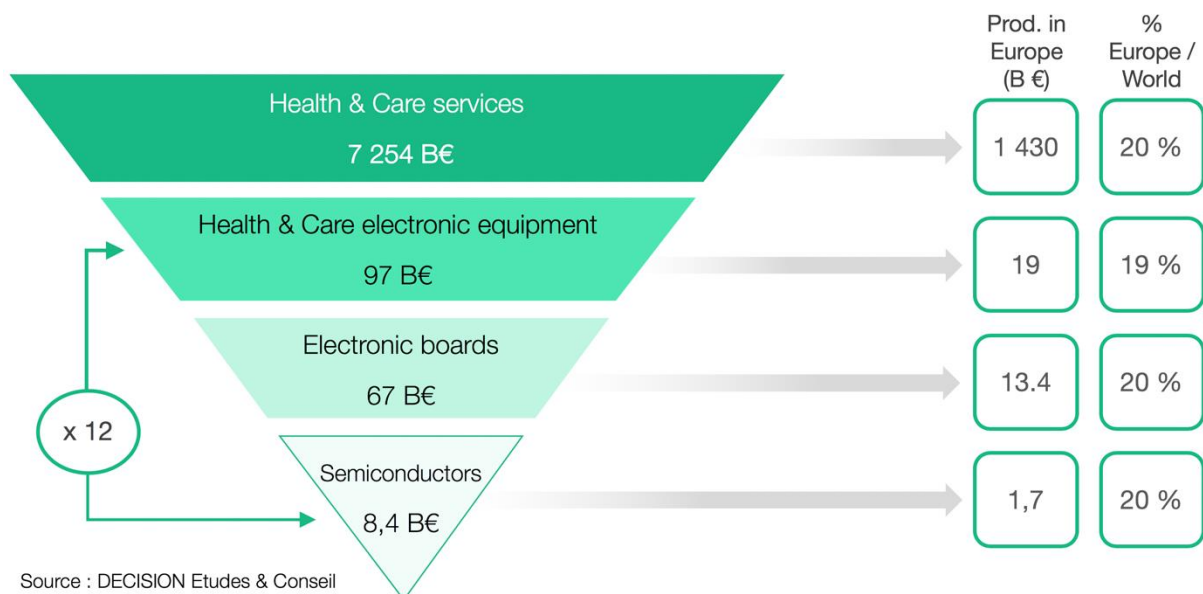 Prod. in
Europe
(B €)
%
Europe /
World
Health & Care services
7 254 B€
1 430
20 %
Health & Care electronic equipment
97 B€
19
19 %
Electronic boards
67 B€
13.4
20 %
x 12
Semiconductors
8,4 B€
1,7
20 %
Source : DECISION Etudes & Conseil